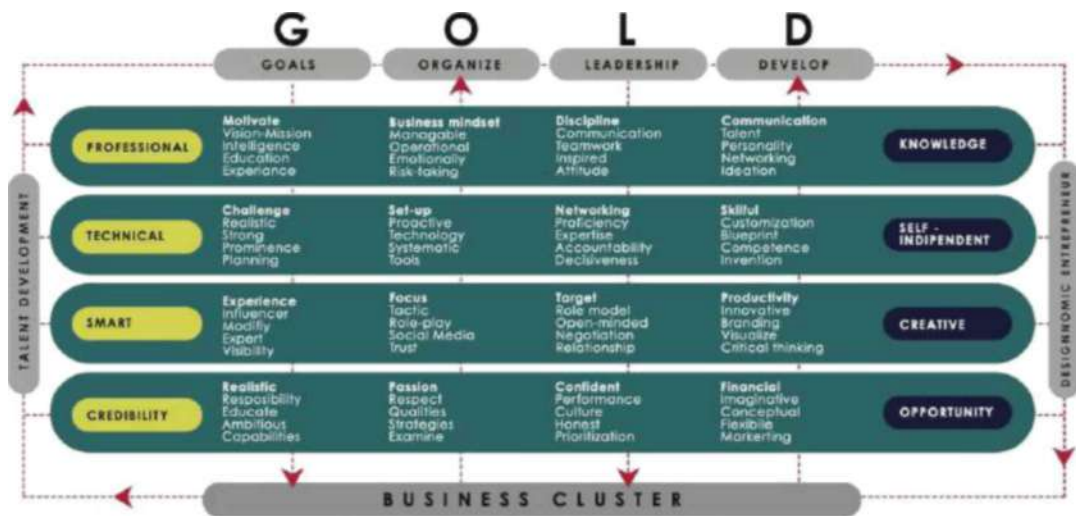 G O L D
GOALS ORGANIZE LEADERSHIP DEVELOP
TALENT DEVELOPMENT
PROFESSIONAL
Motivate
Vision-Mission
Intelligence
Education
Experience
Business mindset
Managable
Operational
Emotionally
Risk-taking
Discipline
Communication
Teamwork
Inspired
Attitude
Communication
Talent
Personality
Networking
Ideation
KNOWLEDGE
TECHNICAL
Challenge
Realistic
Strong
Prominence
Planning
Set-up
Proactive
Technology
Systematic
Tools
Networking
Proficiency
Expertise
Accountability
Decisiveness
Skilful
Customization
Blueprint
Competence
Invention
SELF -
INDIPENDENT
SMART
Experience
Influencer
Modifiy
Expert
Visibility
Focus
Tactic
Role-play
Social Media
Trust
Target
Role model
Open-minded
Negotiation
Relationship
Productivity
Innovative
Branding
Visualize
Critical thinking
CREATIVE
CREDIBILITY
Realistic
Resposibility
Educate
Ambitious
Capabilities
Passion
Respect
Qualities
Strategies
Examine
Confident
Performance
Culture
Honest
Prioritization
Financial
Imaginative
Conceptual
Flexibile
Markerting
OPPORTUNITY
DESIGNNOMIC ENTREPRENEUR
BUSINESS CLUSTER